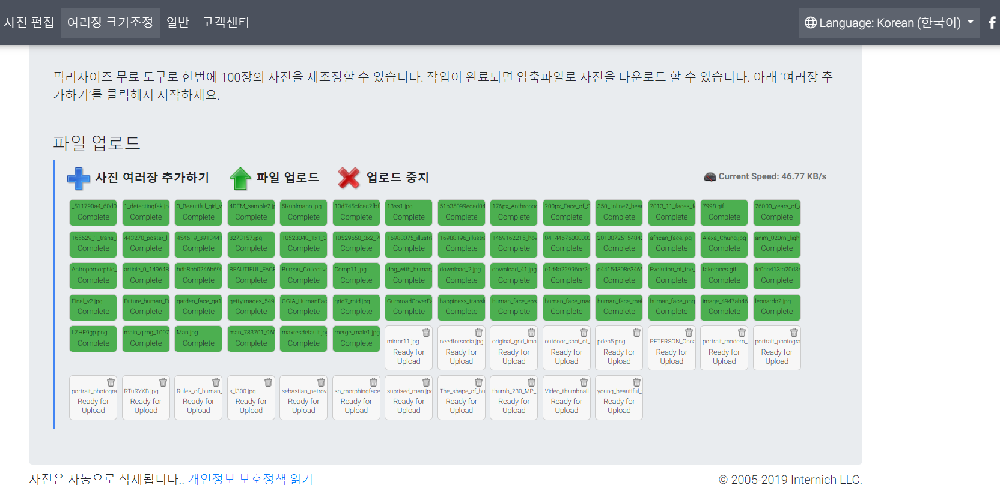 사진 편집 여러장 크기조정 일반 고객센터 Language: Korean (한국어)
픽리사이즈 무료 도구로 한번에 100장의 사진을 재조정할 수 있습니다. 작업이 완료되면 압축파일로 사진을 다운로드 할 수 있습니다. 아래 ‘여러장 추
가하기’를 클릭해서 시작하세요.
파일 업로드
사진 여러장 추가하기 파일 업로드 업로드 중지 Current Speed: 46.77 KB/s
_511790a4_60d0 1_detectingfak.jp 3_Beautiful_girl_w 4DFM_sample2.j 5Kuhlmann.jpg 13d745cfcac2fbf 13ss1.jpg 51b35099ecad04 176px_Anthropo 200px_Face_of_S 350_.inline2_bea 2013_11_faces_f 7998.gif 26000_years_of_
Complete Complete Complete Complete Complete Complete Complete Complete Complete Complete Complete Complete Complete Complete
165629_1_trans_ 443270_poster_l 454619_8913441 8273157.jpg 10528040_1x1_3 10529650_3x2_7 16988075_illustra 16988196_illustra 1469162215_how 04144676000003 20130725154842 african_face.jpg Alexa_Chung.jpg anim_020rnl_light
Complete Complete Complete Complete Complete Complete Complete Complete Complete Complete Complete Complete Complete Complete
Antropomorphic_ article_0_14964B bdb8bb0246b69b BEAUTIFUL_FACE Bureau_Collective Comp11.jpg dog_with_human download_2.jpg download_41.jpg e1d4a22996ce2c e44154308e3466 Evolution_of_the_ fakefaces.gif fc0aa413fa20d34
Complete Complete Complete Complete Complete Complete Complete Complete Complete Complete Complete Complete Complete Complete
Final_v2.jpg Future_human_Fa garden_face_ga1 gettyimages_549 GGIA_HumanFac grid7_mid.jpg GumroadCoverFa happiness_transl human_face_eps human_face_mac human_face_mak human_face_png image_4947ab46 leonardo2.jpg
Complete Complete Complete Complete Complete Complete Complete Complete Complete Complete Complete Complete Complete Complete
LZHE9gp.png main_qimg_1097 Man.jpg man_783701_960 maxresdefault.jp merge_male1.jpg mirror11.jpg needforsocia.jpg original_grid_ima outdoor_shot_of_ pden5.png PETERSON_Osca portrait_modern_ portrait_photogra
Complete Complete Complete Complete Complete Complete Ready for Ready for Ready for Ready for Ready for Ready for Ready for Ready for
Upload Upload Upload Upload Upload Upload Upload Upload
portrait_photogra RTuRYXB.jpg Rules_of_human_ s_l300.jpg sebastian_petrov sn_morphingface suprised_man.jpg The_shape_of_hu thumb_230_MP_ Video_thumbnail. young_beautiful_
Ready for Ready for Ready for Ready for Ready for Ready for Ready for Ready for Ready for Ready for Ready for
Upload Upload Upload Upload Upload Upload Upload Upload Upload Upload Upload
사진은 자동으로 삭제됩니다.. 개인정보 보호정책 읽기 © 2005-2019 Internich LLC.